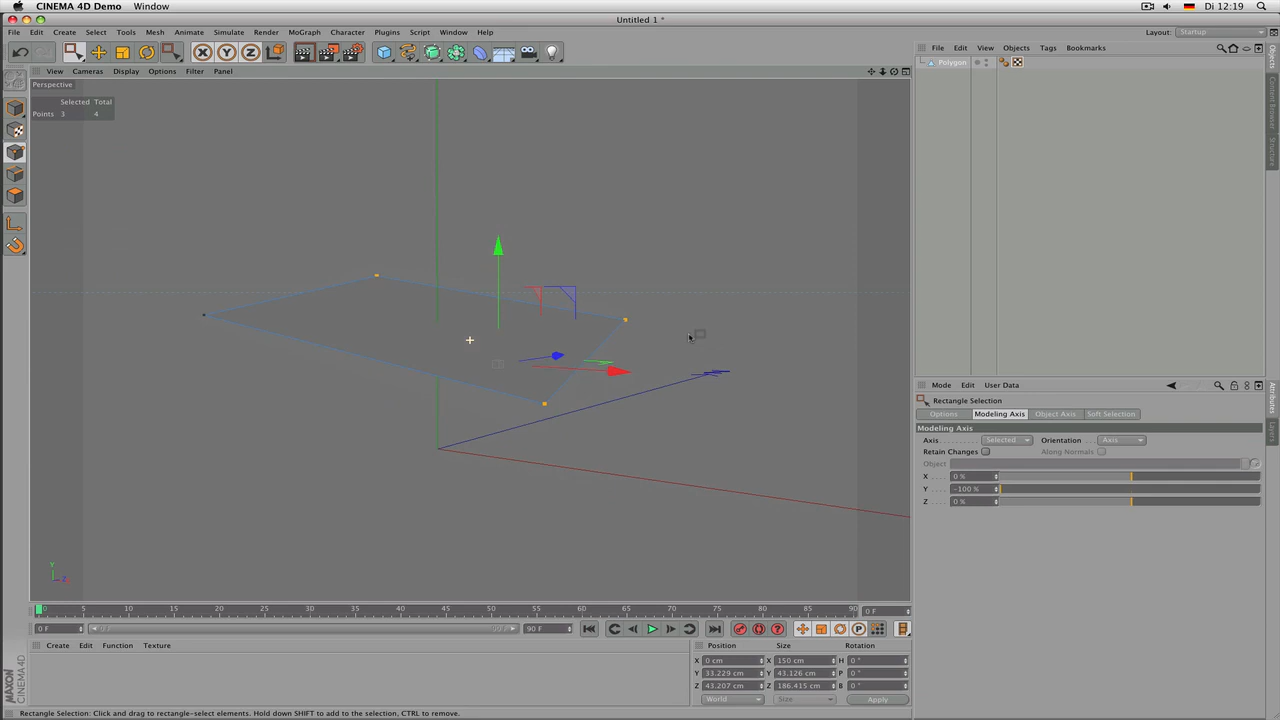 CINEMA 4D Demo Window Di 12:19
Untitled 1 *
File Edit Create Select Tools Mesh Animate Simulate Render MoGraph Character Plugins Script Window Help Layout: Startup
X Y Z
File Edit View Objects Tags Bookmarks
View Cameras Display Options Filter Panel
Polygon
Perspective
Selected Total
Points 3 4
Objects
Content Browser
Structure
Mode Edit User Data
Rectangle Selection
Options Modeling Axis Object Axis Soft Selection
Modeling Axis
Axis Selected Orientation Axis
Retain Changes Along Normals
Object
X 0 %
Y -100 %
Z 0 %
Attributes
Layers
Y
Z
0 5 10 15 20 25 30 35 40 45 50 55 60 65 70 75 80 85 90 0 F
0 F 90 F P
Create Edit Function Texture
Position Size Rotation
X 0 cm X 150 cm H 0 °
Y 33.229 cm Y 43.126 cm P 0 °
Z 43.207 cm Z 186.415 cm B 0 °
World Size Apply
MAXON
CINEMA 4D
Rectangle Selection: Click and drag to rectangle-select elements. Hold down SHIFT to add to the selection, CTRL to remove.